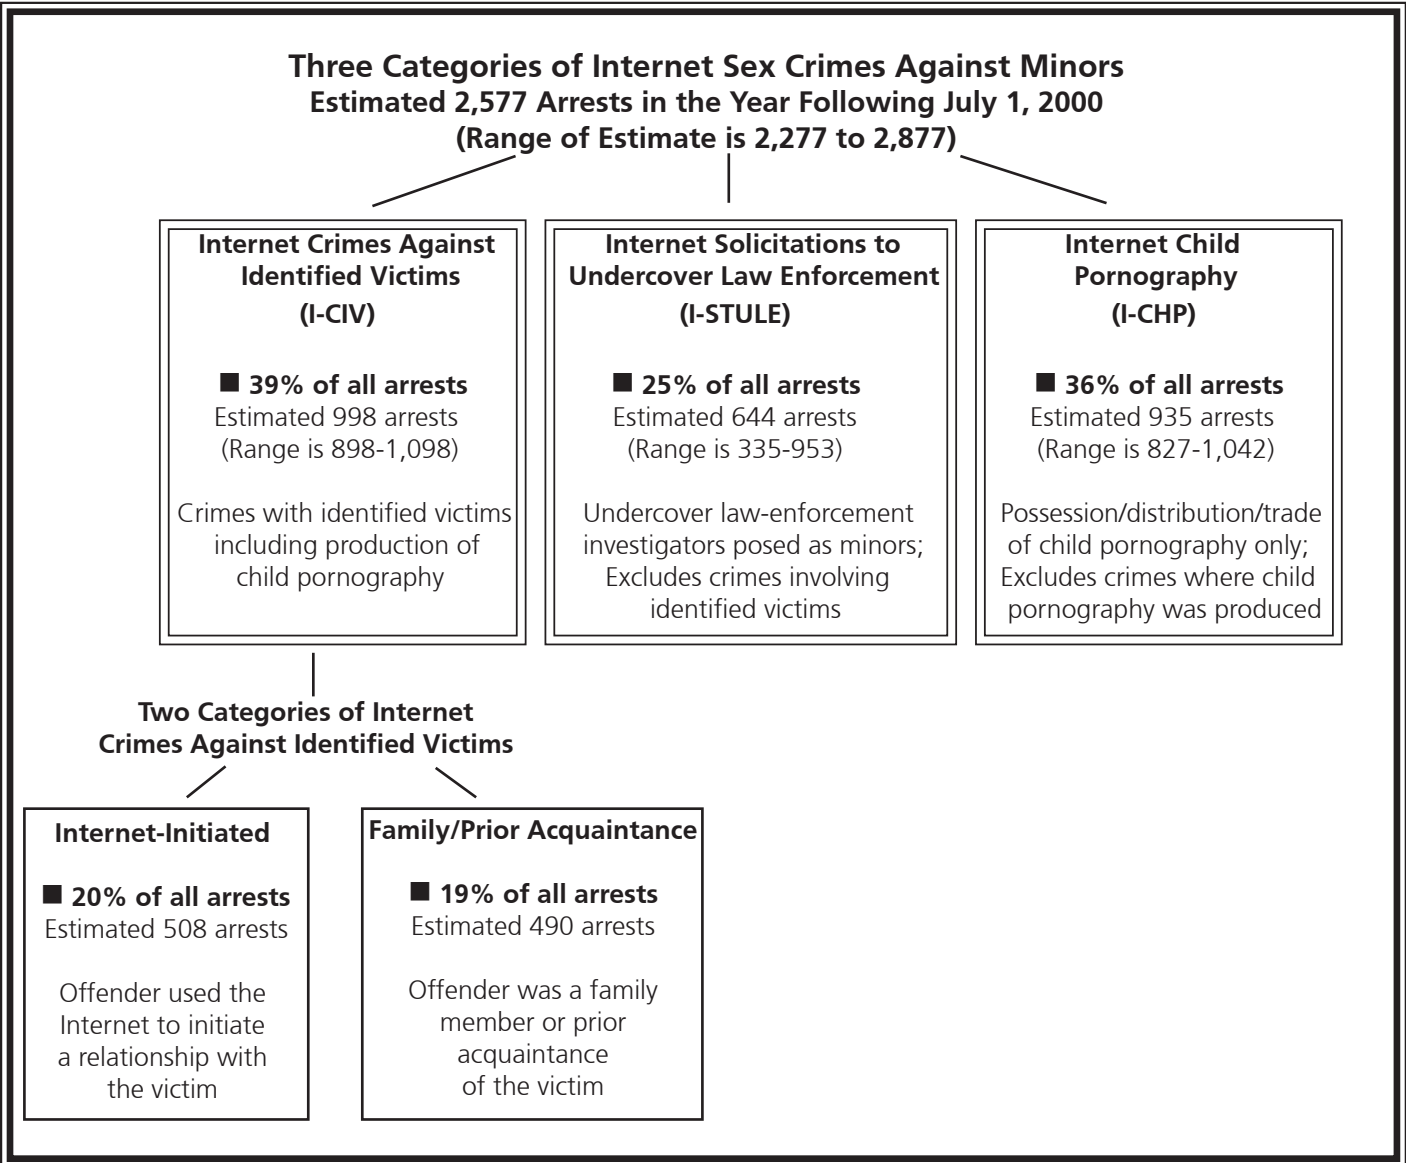 Three Categories of Internet Sex Crimes Against Minors
Estimated 2,577 Arrests in the Year Following July 1, 2000
(Range of Estimate is 2,277 to 2,877)
Internet Crimes Against
Identified Victims
(I-CIV)
■ 39% of all arrests
Estimated 998 arrests
(Range is 898-1,098)
Crimes with identified victims
including production of
child pornography
Internet Solicitations to
Undercover Law Enforcement
(I-STULE)
■ 25% of all arrests
Estimated 644 arrests
(Range is 335-953)
Undercover law-enforcement
investigators posed as minors;
Excludes crimes involving
identified victims
Internet Child
Pornography
(I-CHP)
■ 36% of all arrests
Estimated 935 arrests
(Range is 827-1,042)
Possession/distribution/trade
of child pornography only;
Excludes crimes where child
pornography was produced
Two Categories of Internet
Crimes Against Identified Victims
Internet-Initiated
■ 20% of all arrests
Estimated 508 arrests
Offender used the
Internet to initiate
a relationship with
the victim
Family/Prior Acquaintance
■ 19% of all arrests
Estimated 490 arrests
Offender was a family
member or prior
acquaintance
of the victim